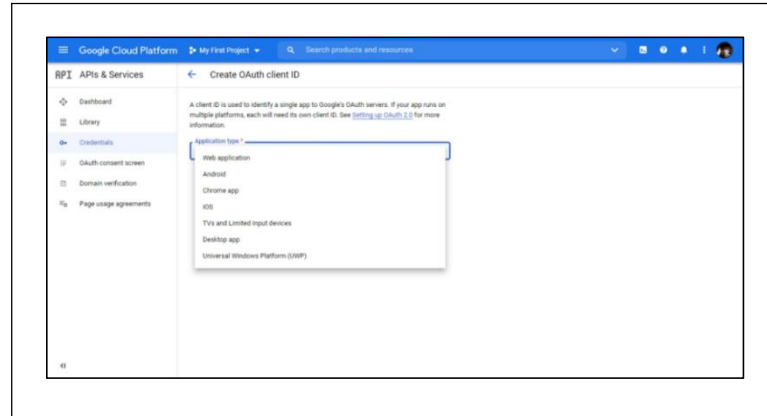 Google Cloud Platform My First Project Search products and resources
API APIs & Services Create OAuth client ID
Dashboard
Library
Credentials
OAuth consent screen
Domain verification
Page usage agreements
A client ID is used to identify a single app to Google's OAuth servers. If your app runs on
multiple platforms, each will need its own client ID. See Setting up OAuth 2.0 for more
information.
Application type *
Web application
Android
Chrome app
iOS
TVs and Limited Input devices
Desktop app
Universal Windows Platform (UWP)